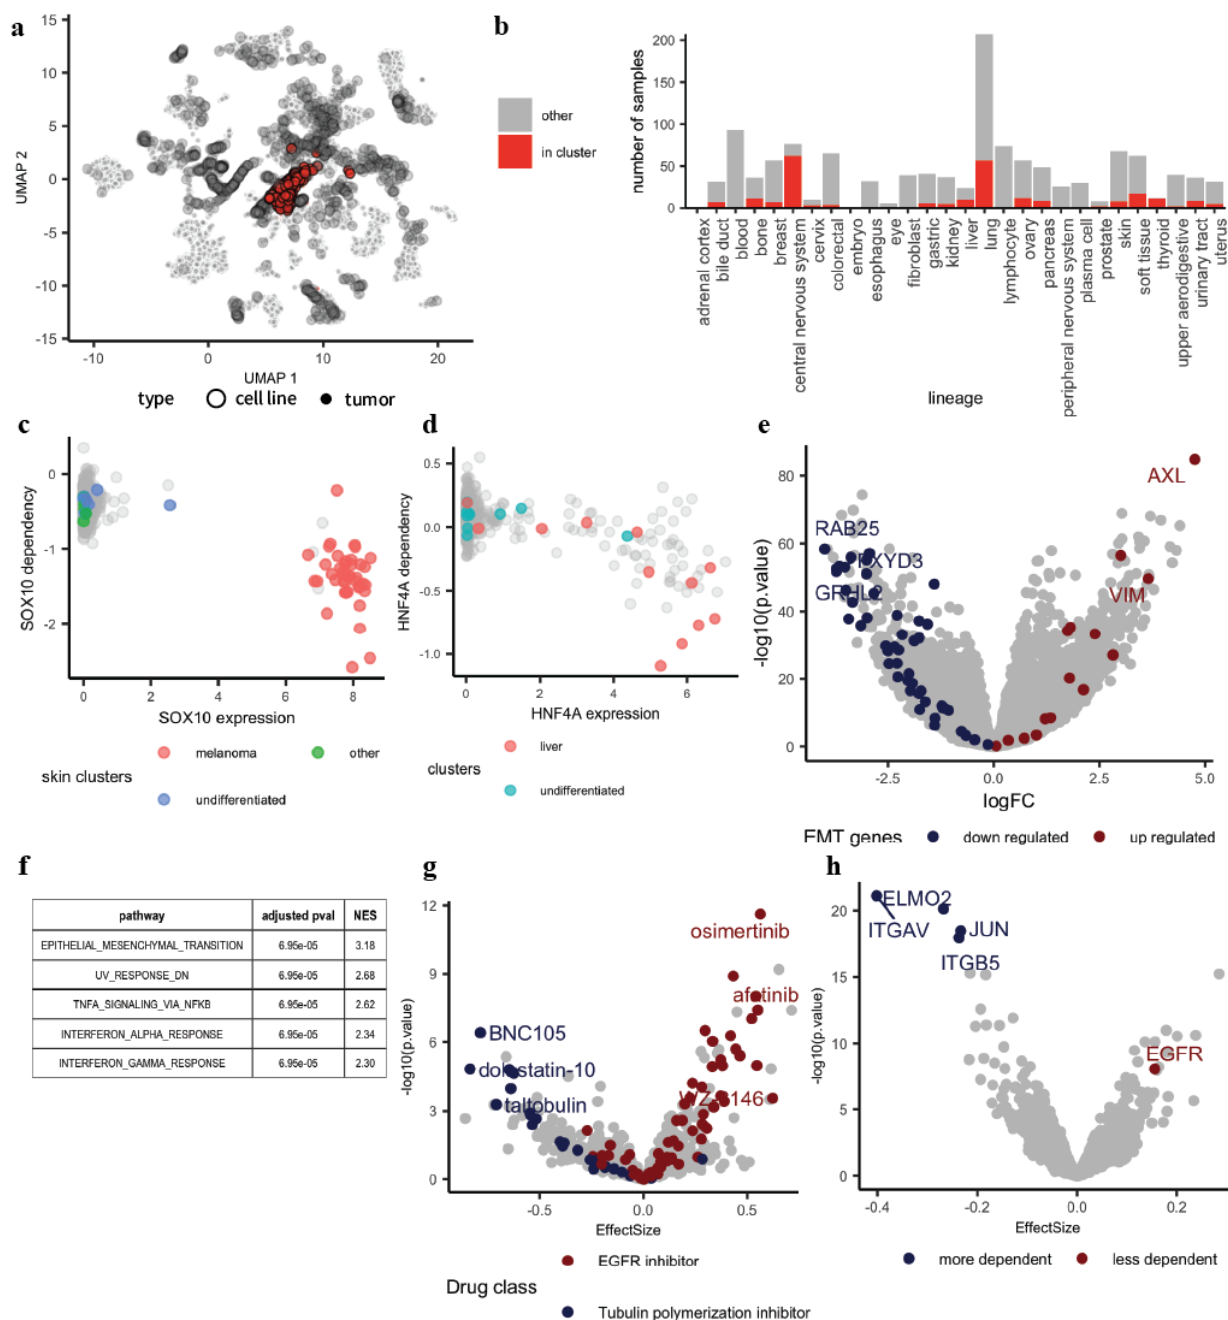 a
15
10
5
0
-5
-10
-15
UMAP 2
-10
0
10
20
UMAP 1
type
cell line
tumor
other
in cluster
b
200
150
100
50
0
number of samples
adrenal cortex
bile duct
blood
bone
breast
central nervous system
cervix
colorectal
embryo
esophagus
eye
fibroblast
gastric
kidney
liver
lung
lymphocyte
ovary
pancreas
peripheral nervous system
plasma cell
prostate
skin
soft tissue
thyroid
upper aerodigestive
urinary tract
uterus
lineage
c
0
-1
-2
SOX10 dependency
0
2
4
6
8
SOX10 expression
skin clusters
melanoma
other
undifferentiated
d
0.5
0.0
-0.5
-1.0
HNF4A dependency
0
2
4
6
HNF4A expression
clusters
liver
undifferentiated
e
80
60
40
20
0
-log10(p.value)
AXL
RAB25
FXYD3
GRHL2
VIM
-2.5
0.0
2.5
5.0
logFC
EMT genes
down regulated
up regulated
f
pathway adjusted pval NES
EPITHELIAL_MESENCHYMAL_TRANSITION 6.95e-05 3.18
UV_RESPONSE_DN 6.95e-05 2.68
TNFA_SIGNALING_VIA_NFKB 6.95e-05 2.62
INTERFERON_ALPHA_RESPONSE 6.95e-05 2.34
INTERFERON_GAMMA_RESPONSE 6.95e-05 2.30
g
12
9
6
3
0
-log10(p.value)
osimertinib
afatinib
BNC105
dolastatin-10
taltobulin
-0.5
0.0
0.5
EffectSize
Drug class
EGFR inhibitor
Tubulin polymerization inhibitor
h
20
15
10
5
0
-log10(p.value)
ELMO2
ITGAV
JUN
ITGB5
EGFR
-0.4
-0.2
0.0
0.2
EffectSize
more dependent
less dependent